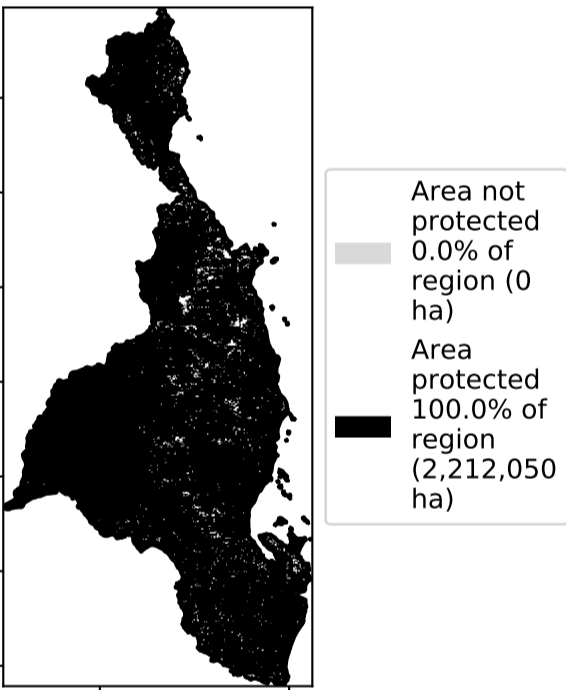 Area not
protected
0.0% of
region (0
ha)
Area
protected
100.0% of
region
(2,212,050
ha)